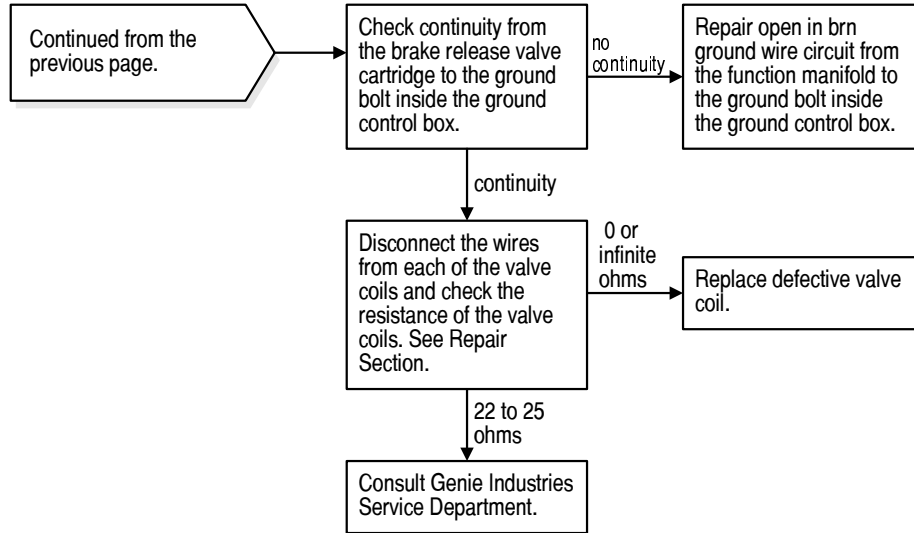 Continued from the
previous page.
Check continuity from
the brake release valve
cartridge to the ground
bolt inside the ground
control box.
no
continuity
Repair open in brn
ground wire circuit from
the function manifold to
the ground bolt inside
the ground control box.
continuity
Disconnect the wires
from each of the valve
coils and check the
resistance of the valve
coils. See Repair
Section.
0 or
infinite
ohms
Replace defective valve
coil.
22 to 25
ohms
Consult Genie Industries
Service Department.